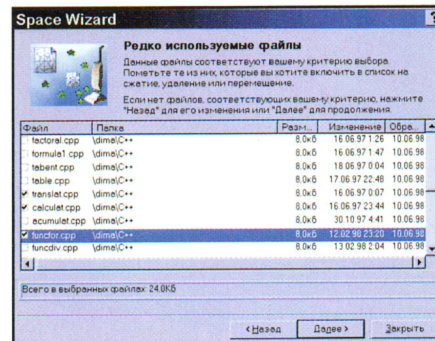 Space Wizard
?
Редко используемые файлы
Данные файлы соответствуют вашему критерию выбора.
Пометьте те из них, которые вы хотите включить в список на
сжатие, удаление или перемещение.
Если нет файлов, соответствующих вашему критерию, нажмите
"Назад" для его изменения или "Далее" для продолжения.
Файл Папка Разм... Изменение Обра...
factoral.cpp \dima\C++ 8.0кб 16.06.97 1:26 10.06.98
formula1.cpp \dima\C++ 8.0кб 16.06.97 1:47 10.06.98
tabent.cpp \dima\C++ 8.0кб 18.06.97 0:04 10.06.98
table.cpp \dima\C++ 8.0кб 17.06.97 22:48 10.06.98
translat.cpp \dima\C++ 8.0кб 16.06.97 0:07 10.06.98
calculat.cpp \dima\C++ 8.0кб 16.06.97 23:44 10.06.98
acumulat.cpp \dima\C++ 8.0кб 30.10.97 4:41 10.06.98
functor.cpp \dima\C++ 8.0кб 12.02.98 23:20 10.06.98
funcdiv.cpp \dima\C++ 8.0кб 13.02.98 2:04 10.06.98
Всего в выбранных файлах: 24.0Кб
< Назад Далее > Закрыть